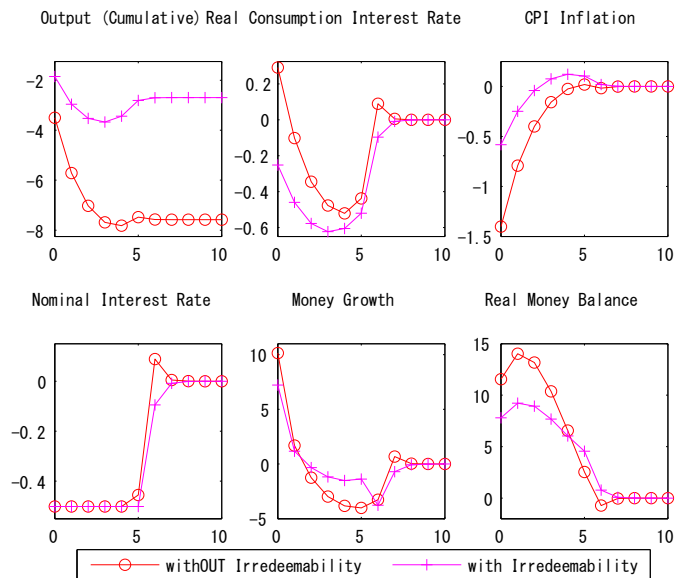 Output (Cumulative) Real Consumption Interest Rate CPI Inflation
-2
-4
-6
-8
0 5 10
0.2
0
-0.2
-0.4
-0.6
0 5 10
0
-0.5
-1
-1.5
0 5 10
Nominal Interest Rate Money Growth Real Money Balance
0
-0.2
-0.4
0 5 10
10
5
0
-5
0 5 10
15
10
5
0
0 5 10
withOUT Irredeemability with Irredeemability